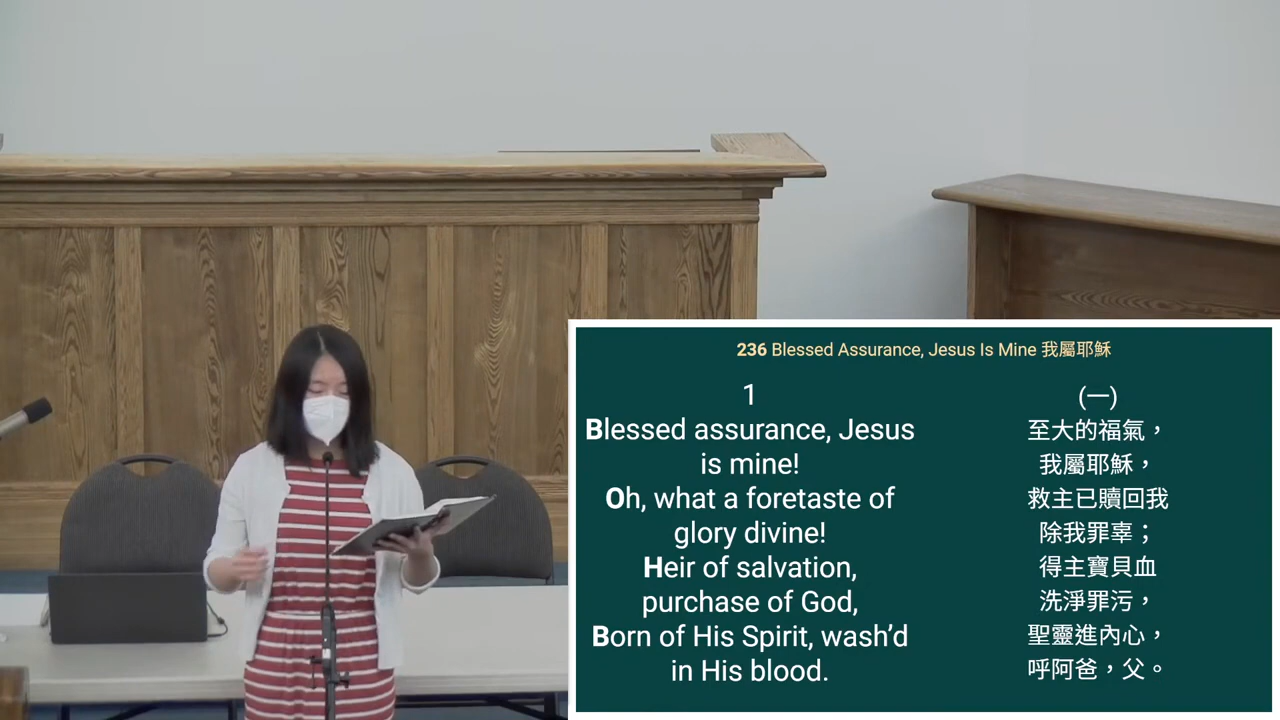 236 Blessed Assurance, Jesus Is Mine 我屬耶穌
1
Blessed assurance, Jesus
is mine!
Oh, what a foretaste of
glory divine!
Heir of salvation,
purchase of God,
Born of His Spirit, wash’d
in His blood.
(一)
至大的福氣，
我屬耶穌，
救主已贖回我
除我罪辜；
得主寶貝血
洗淨罪污，
聖靈進內心，
呼阿爸，父。